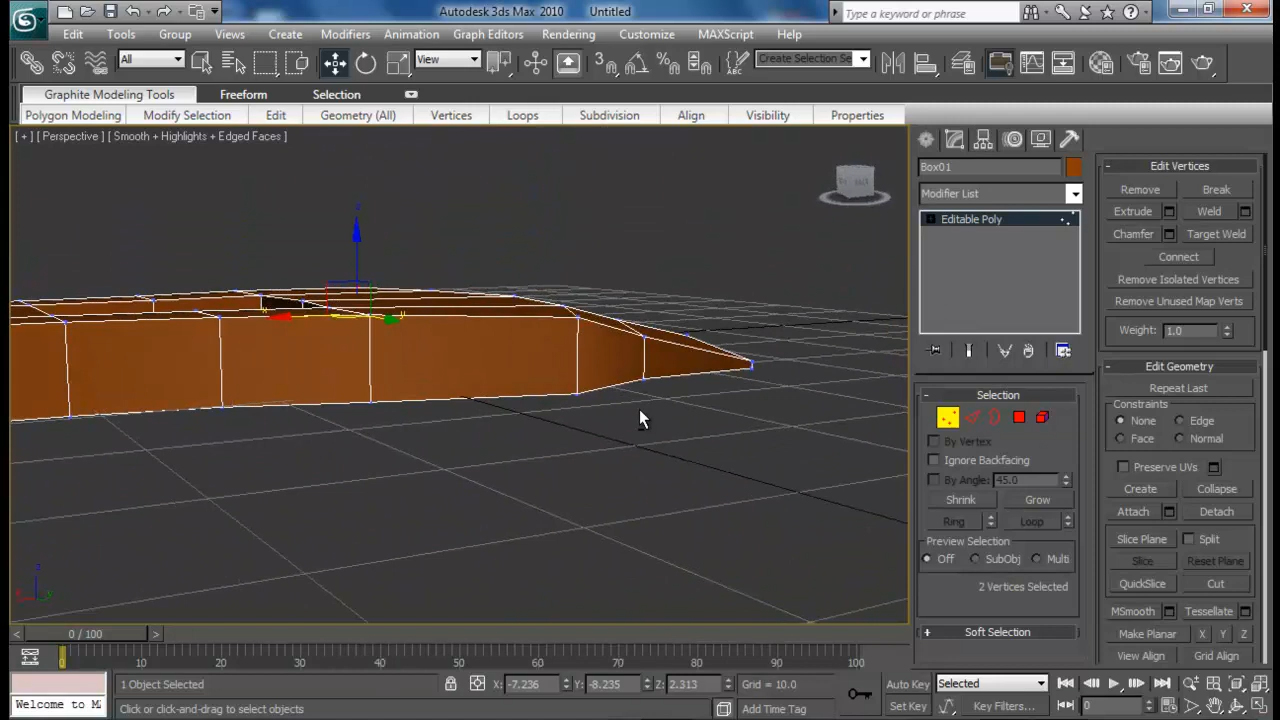 Autodesk 3ds Max 2010 Untitled
Type a keyword or phrase
Edit Tools Group Views Create Modifiers Animation Graph Editors Rendering Customize MAXScript Help
All View Create Selection Se
Graphite Modeling Tools Freeform Selection
Polygon Modeling Modify Selection Edit Geometry (All) Vertices Loops Subdivision Align Visibility Properties
[ + ] [ Perspective ] [ Smooth + Highlights + Edged Faces ]
Box01
Modifier List
Editable Poly
Selection
By Vertex
Ignore Backfacing
By Angle: 45.0
Shrink Grow
Ring Loop
Preview Selection
Off SubObj Multi
2 Vertices Selected
Soft Selection
Edit Vertices
Remove Break
Extrude Weld
Chamfer Target Weld
Connect
Remove Isolated Vertices
Remove Unused Map Verts
Weight: 1.0
Edit Geometry
Repeat Last
Constraints
None Edge
Face Normal
Preserve UVs
Create Collapse
Attach Detach
Slice Plane Split
Slice Reset Plane
QuickSlice Cut
MSmooth Tessellate
Make Planar X Y Z
View Align Grid Align
0 / 100
0 10 20 30 40 50 60 70 80 90 100
1 Object Selected X: -7.236 Y: -8.235 Z: 2.313 Grid = 10.0 Auto Key Selected
Welcome to MA Click or click-and-drag to select objects Add Time Tag Set Key Key Filters... 0